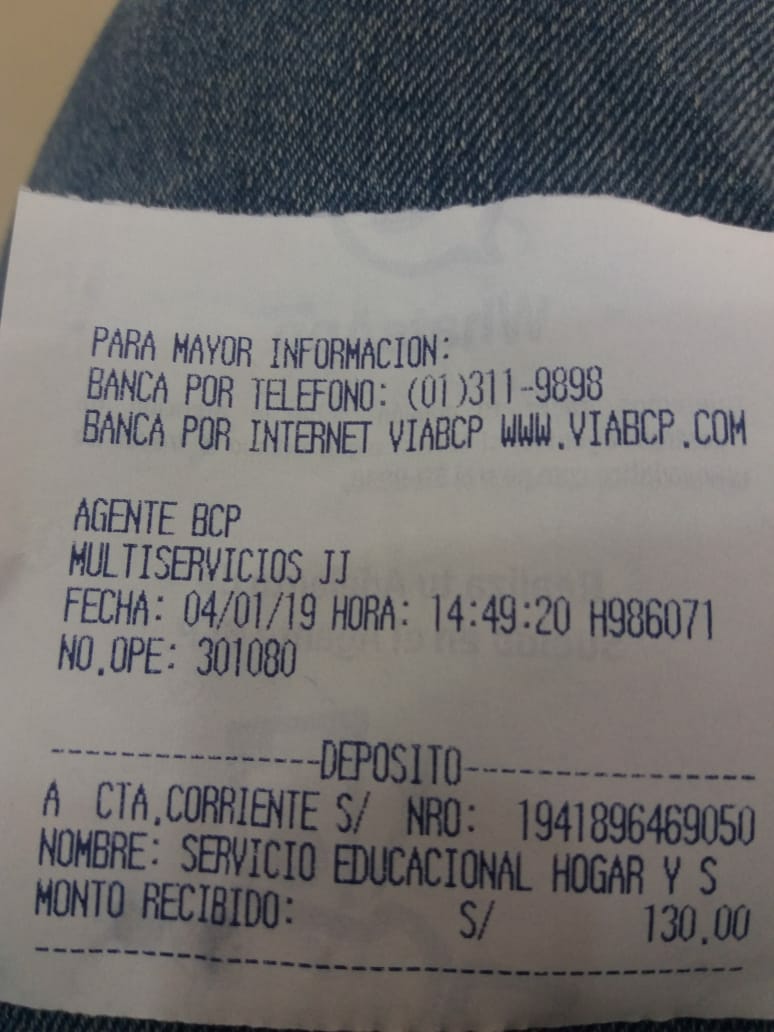 PARA MAYOR INFORMACION:
BANCA POR TELEFONO: (01)311-9898
BANCA POR INTERNET VIABCP WWW.VIABCP.COM
AGENTE BCP
MULTISERVICIOS JJ
FECHA: 04/01/19 HORA: 14:49:20 H986071
NO.OPE: 301080
----------------DEPOSITO-----------------
A CTA.CORRIENTE S/ NRO: 1941896469050
NOMBRE: SERVICIO EDUCACIONAL HOGAR Y S
MONTO RECIBIDO: S/ 130.00